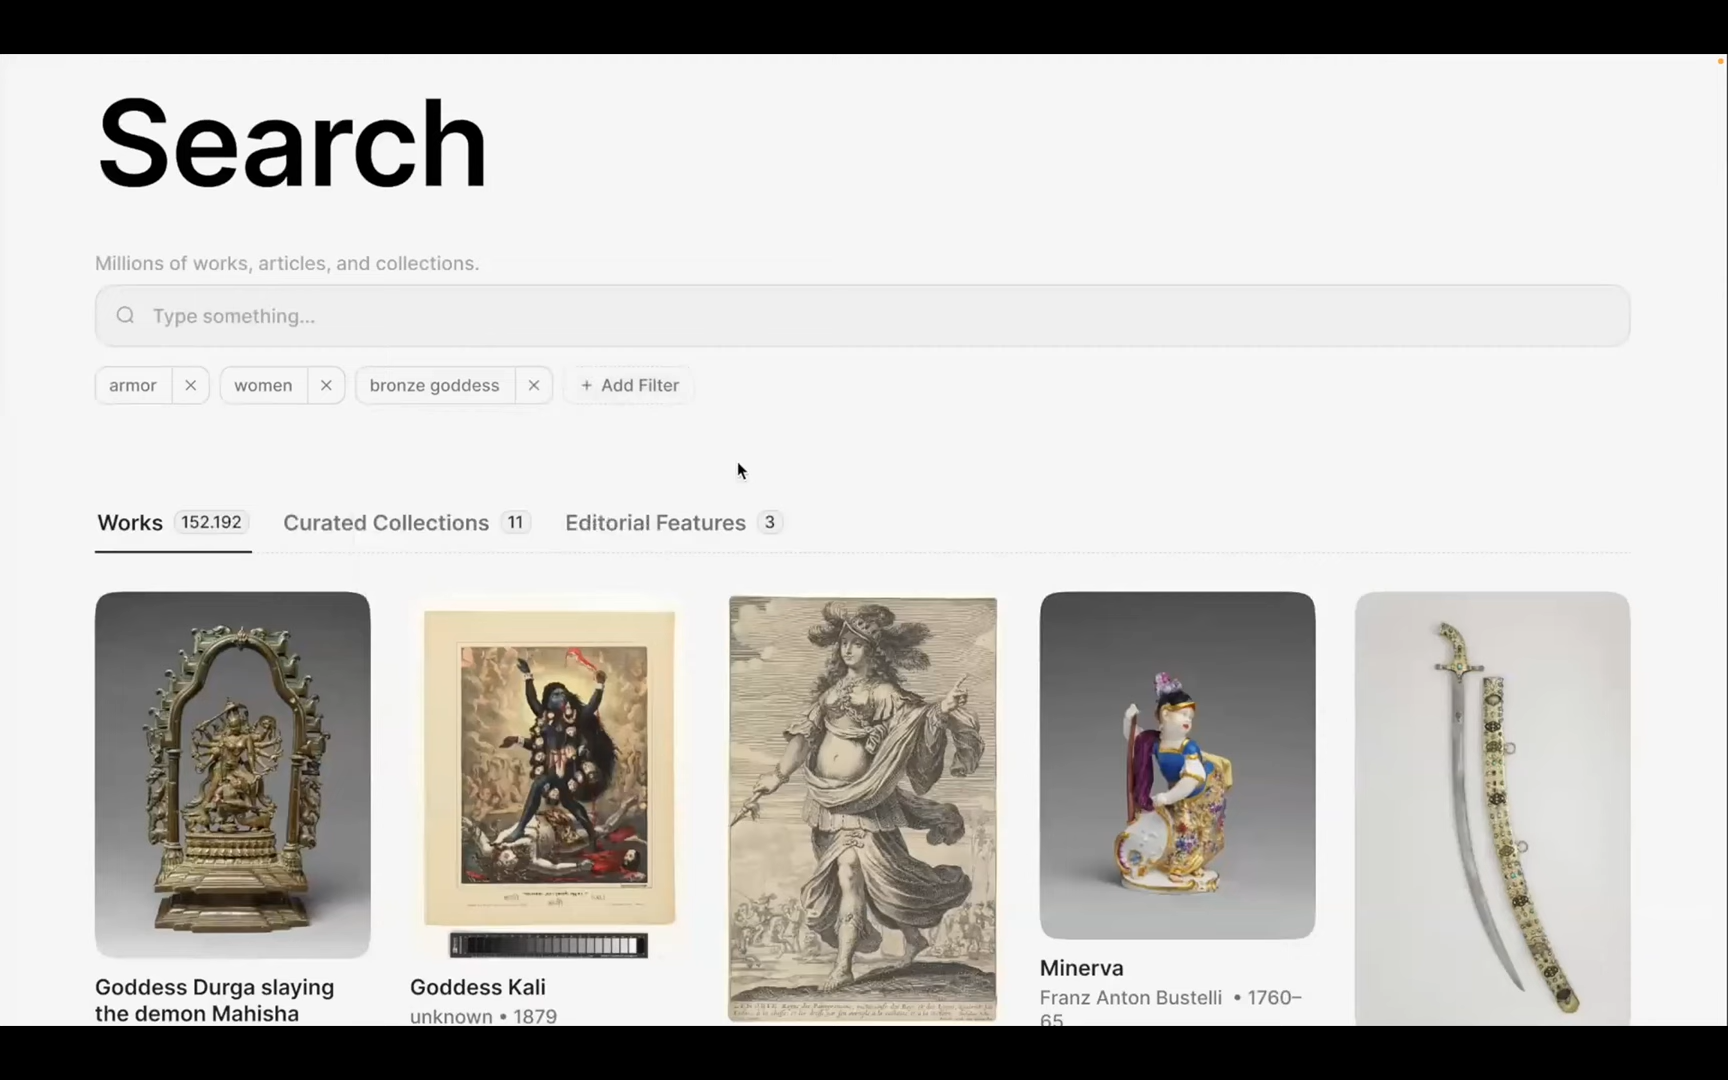 Search
Millions of works, articles, and collections.
Type something...
armor
women
bronze goddess
+ Add Filter
Works 152.192
Curated Collections 11
Editorial Features 3
Goddess Durga slaying
the demon Mahisha
Goddess Kali
unknown • 1879
Minerva
Franz Anton Bustelli • 1760–
65